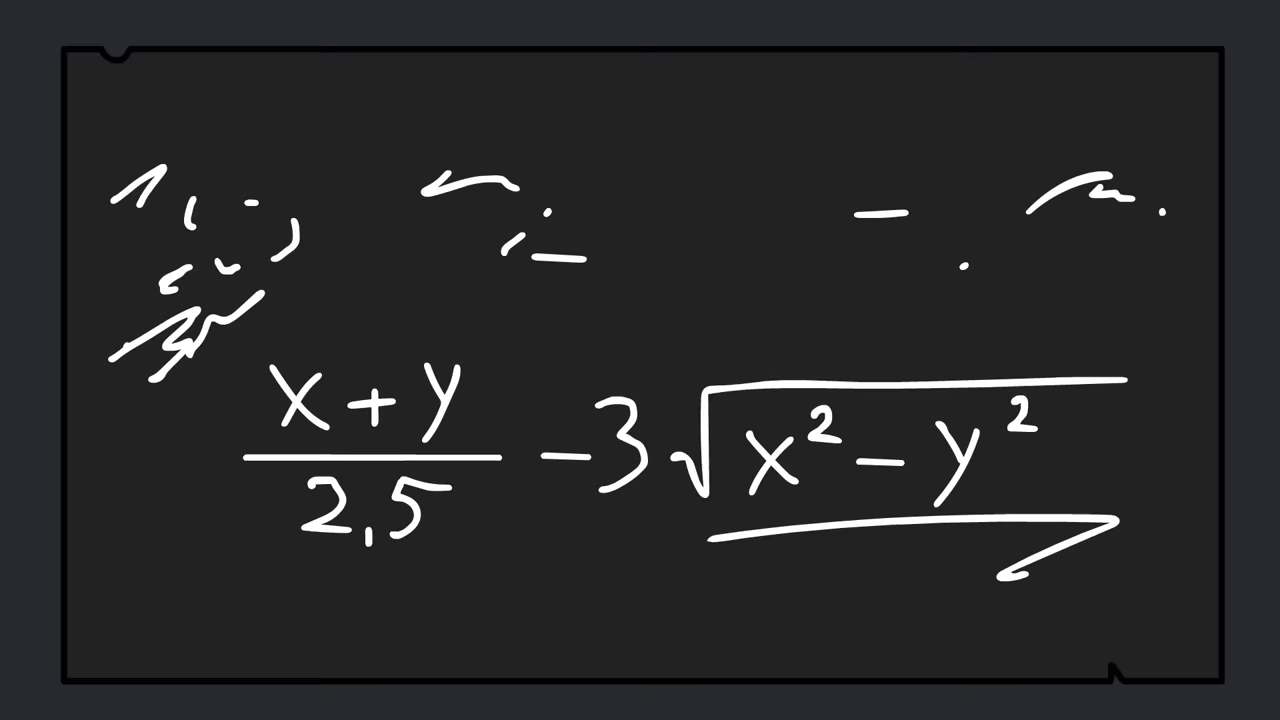 (x+y)/2,5 −3√(x² − y²)